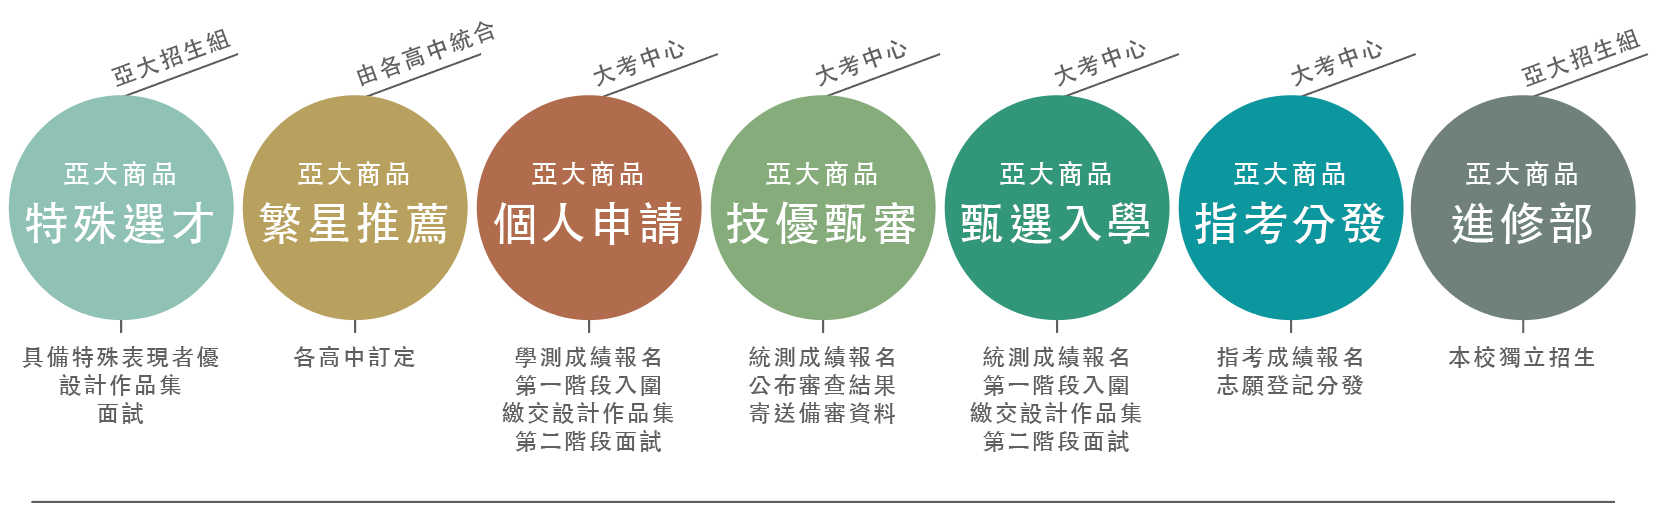 亞大招生組
亞大商品
特殊選才
具備特殊表現者優
設計作品集
面試
由各高中統合
亞大商品
繁星推薦
各高中訂定
大考中心
亞大商品
個人申請
學測成績報名
第一階段入圍
繳交設計作品集
第二階段面試
大考中心
亞大商品
技優甄審
統測成績報名
公布審查結果
寄送備審資料
大考中心
亞大商品
甄選入學
統測成績報名
第一階段入圍
繳交設計作品集
第二階段面試
大考中心
亞大商品
指考分發
指考成績報名
志願登記分發
亞大招生組
亞大商品
進修部
本校獨立招生